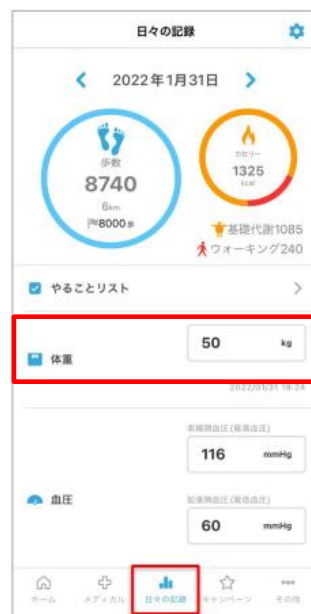 日々の記録
2022年1月31日
歩数
8740
6km
8000歩
カロリー
1325
kcal
基礎代謝1085
ウォーキング240
やることリスト
体重
50 kg
2022/01/31 19:24
収縮期血圧(最高血圧)
116 mmHg
血圧
拡張期血圧(最低血圧)
60 mmHg
ホーム メディカル 日々の記録 キャンペーン その他